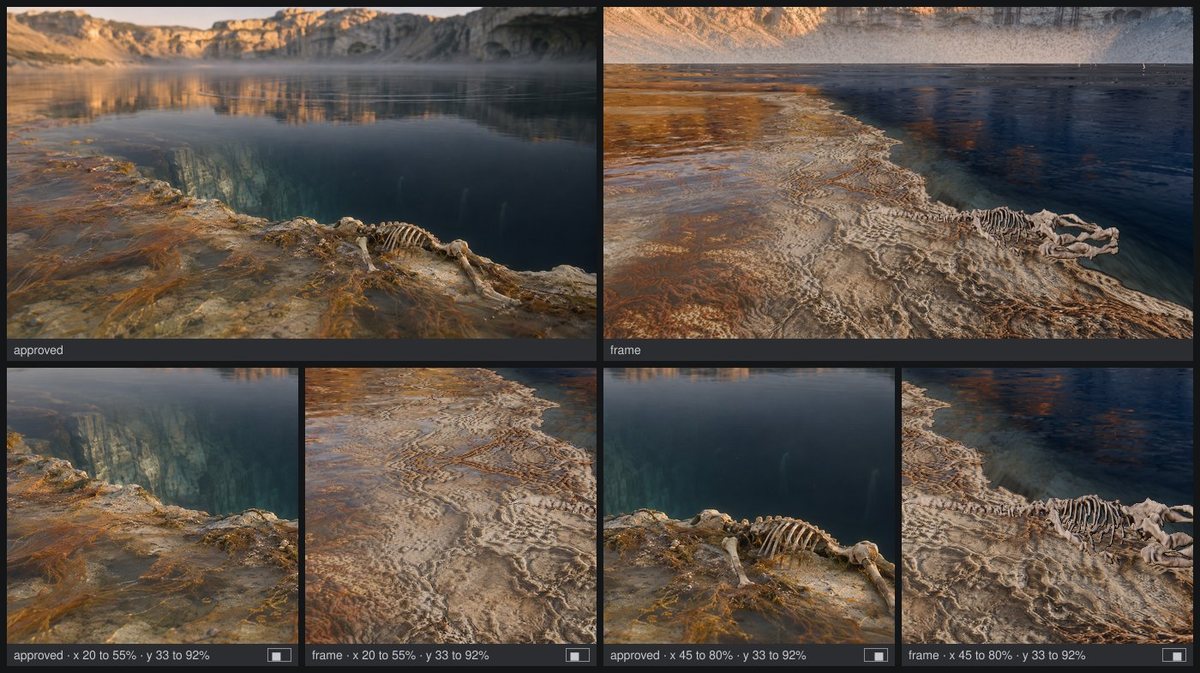 approved
frame
approved · x 20 to 55% · y 33 to 92%
frame · x 20 to 55% · y 33 to 92%
approved · x 45 to 80% · y 33 to 92%
frame · x 45 to 80% · y 33 to 92%